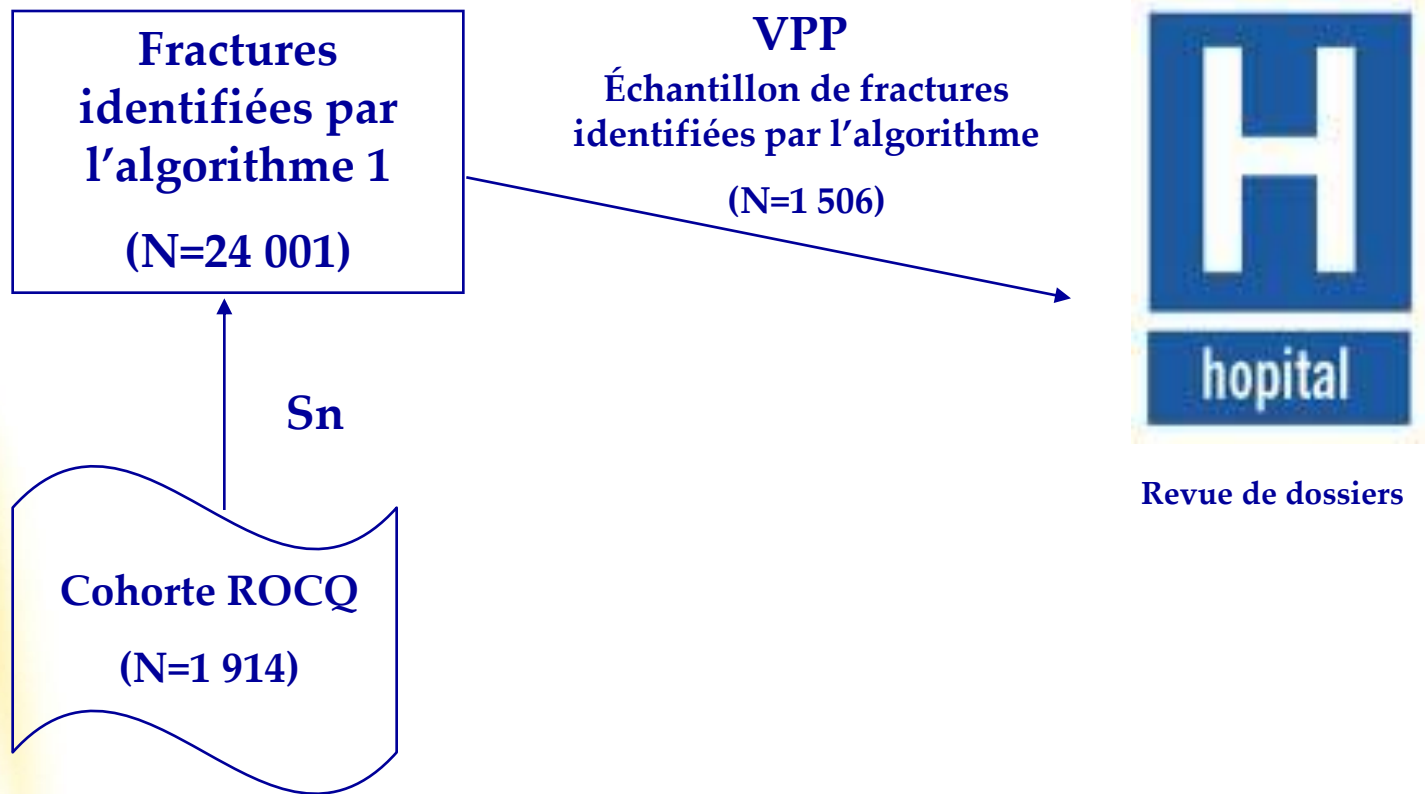 Fractures
identifiées par
l’algorithme 1
(N=24 001)
VPP
Échantillon de fractures
identifiées par l’algorithme
(N=1 506)
H
hopital
Revue de dossiers
Sn
Cohorte ROCQ
(N=1 914)